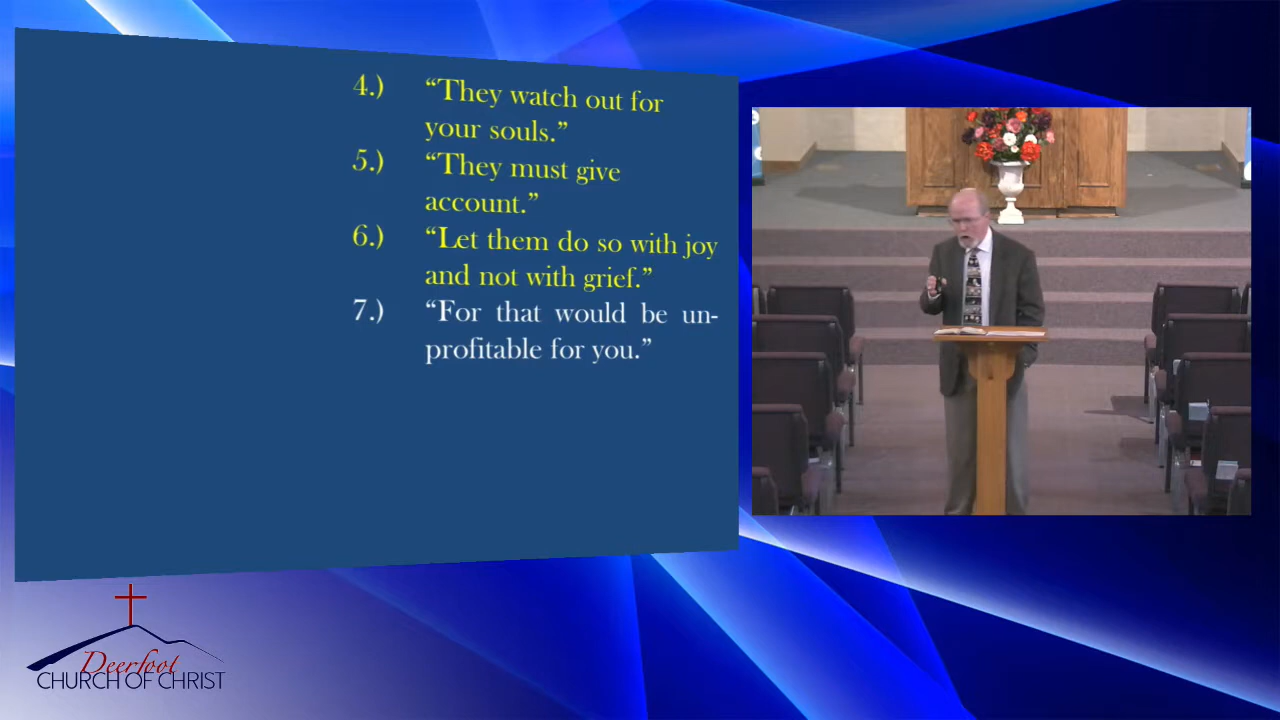 4.) “They watch out for
your souls.”
5.) “They must give
account.”
6.) “Let them do so with joy
and not with grief.”
7.) “For that would be un-
profitable for you.”
Deerfoot
CHURCH OF CHRIST